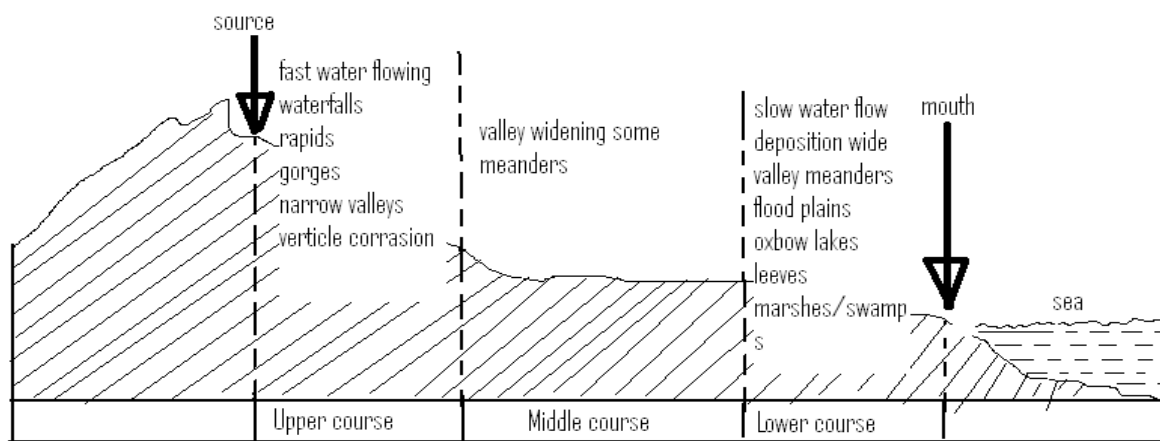 source
fast water flowing
waterfalls
rapids
gorges
narrow valleys
verticle corrasion
valley widening some
meanders
slow water flow
deposition wide
valley meanders
flood plains
oxbow lakes
leeves
marshes/swamp
s
mouth
sea
Upper course
Middle course
Lower course